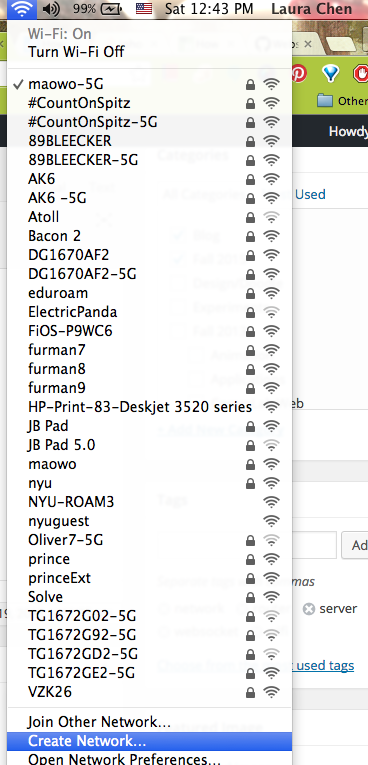 99% Sat 12:43 PM Laura Chen
Wi-Fi: On
Turn Wi-Fi Off
maowo-5G
#CountOnSpitz
#CountOnSpitz-5G
89BLEECKER
89BLEECKER-5G
AK6
AK6 -5G
Atoll
Bacon 2
DG1670AF2
DG1670AF2-5G
eduroam
ElectricPanda
FiOS-P9WC6
furman7
furman8
furman9
HP-Print-83-Deskjet 3520 series
JB Pad
JB Pad 5.0
maowo
nyu
NYU-ROAM3
nyuguest
Oliver7-5G
prince
princeExt
Solve
TG1672G02-5G
TG1672G92-5G
TG1672GD2-5G
TG1672GE2-5G
VZK26
Join Other Network...
Create Network...
Open Network Preferences...
Other
Howdy
Categories
Used
Tags
Ad
server
used tags